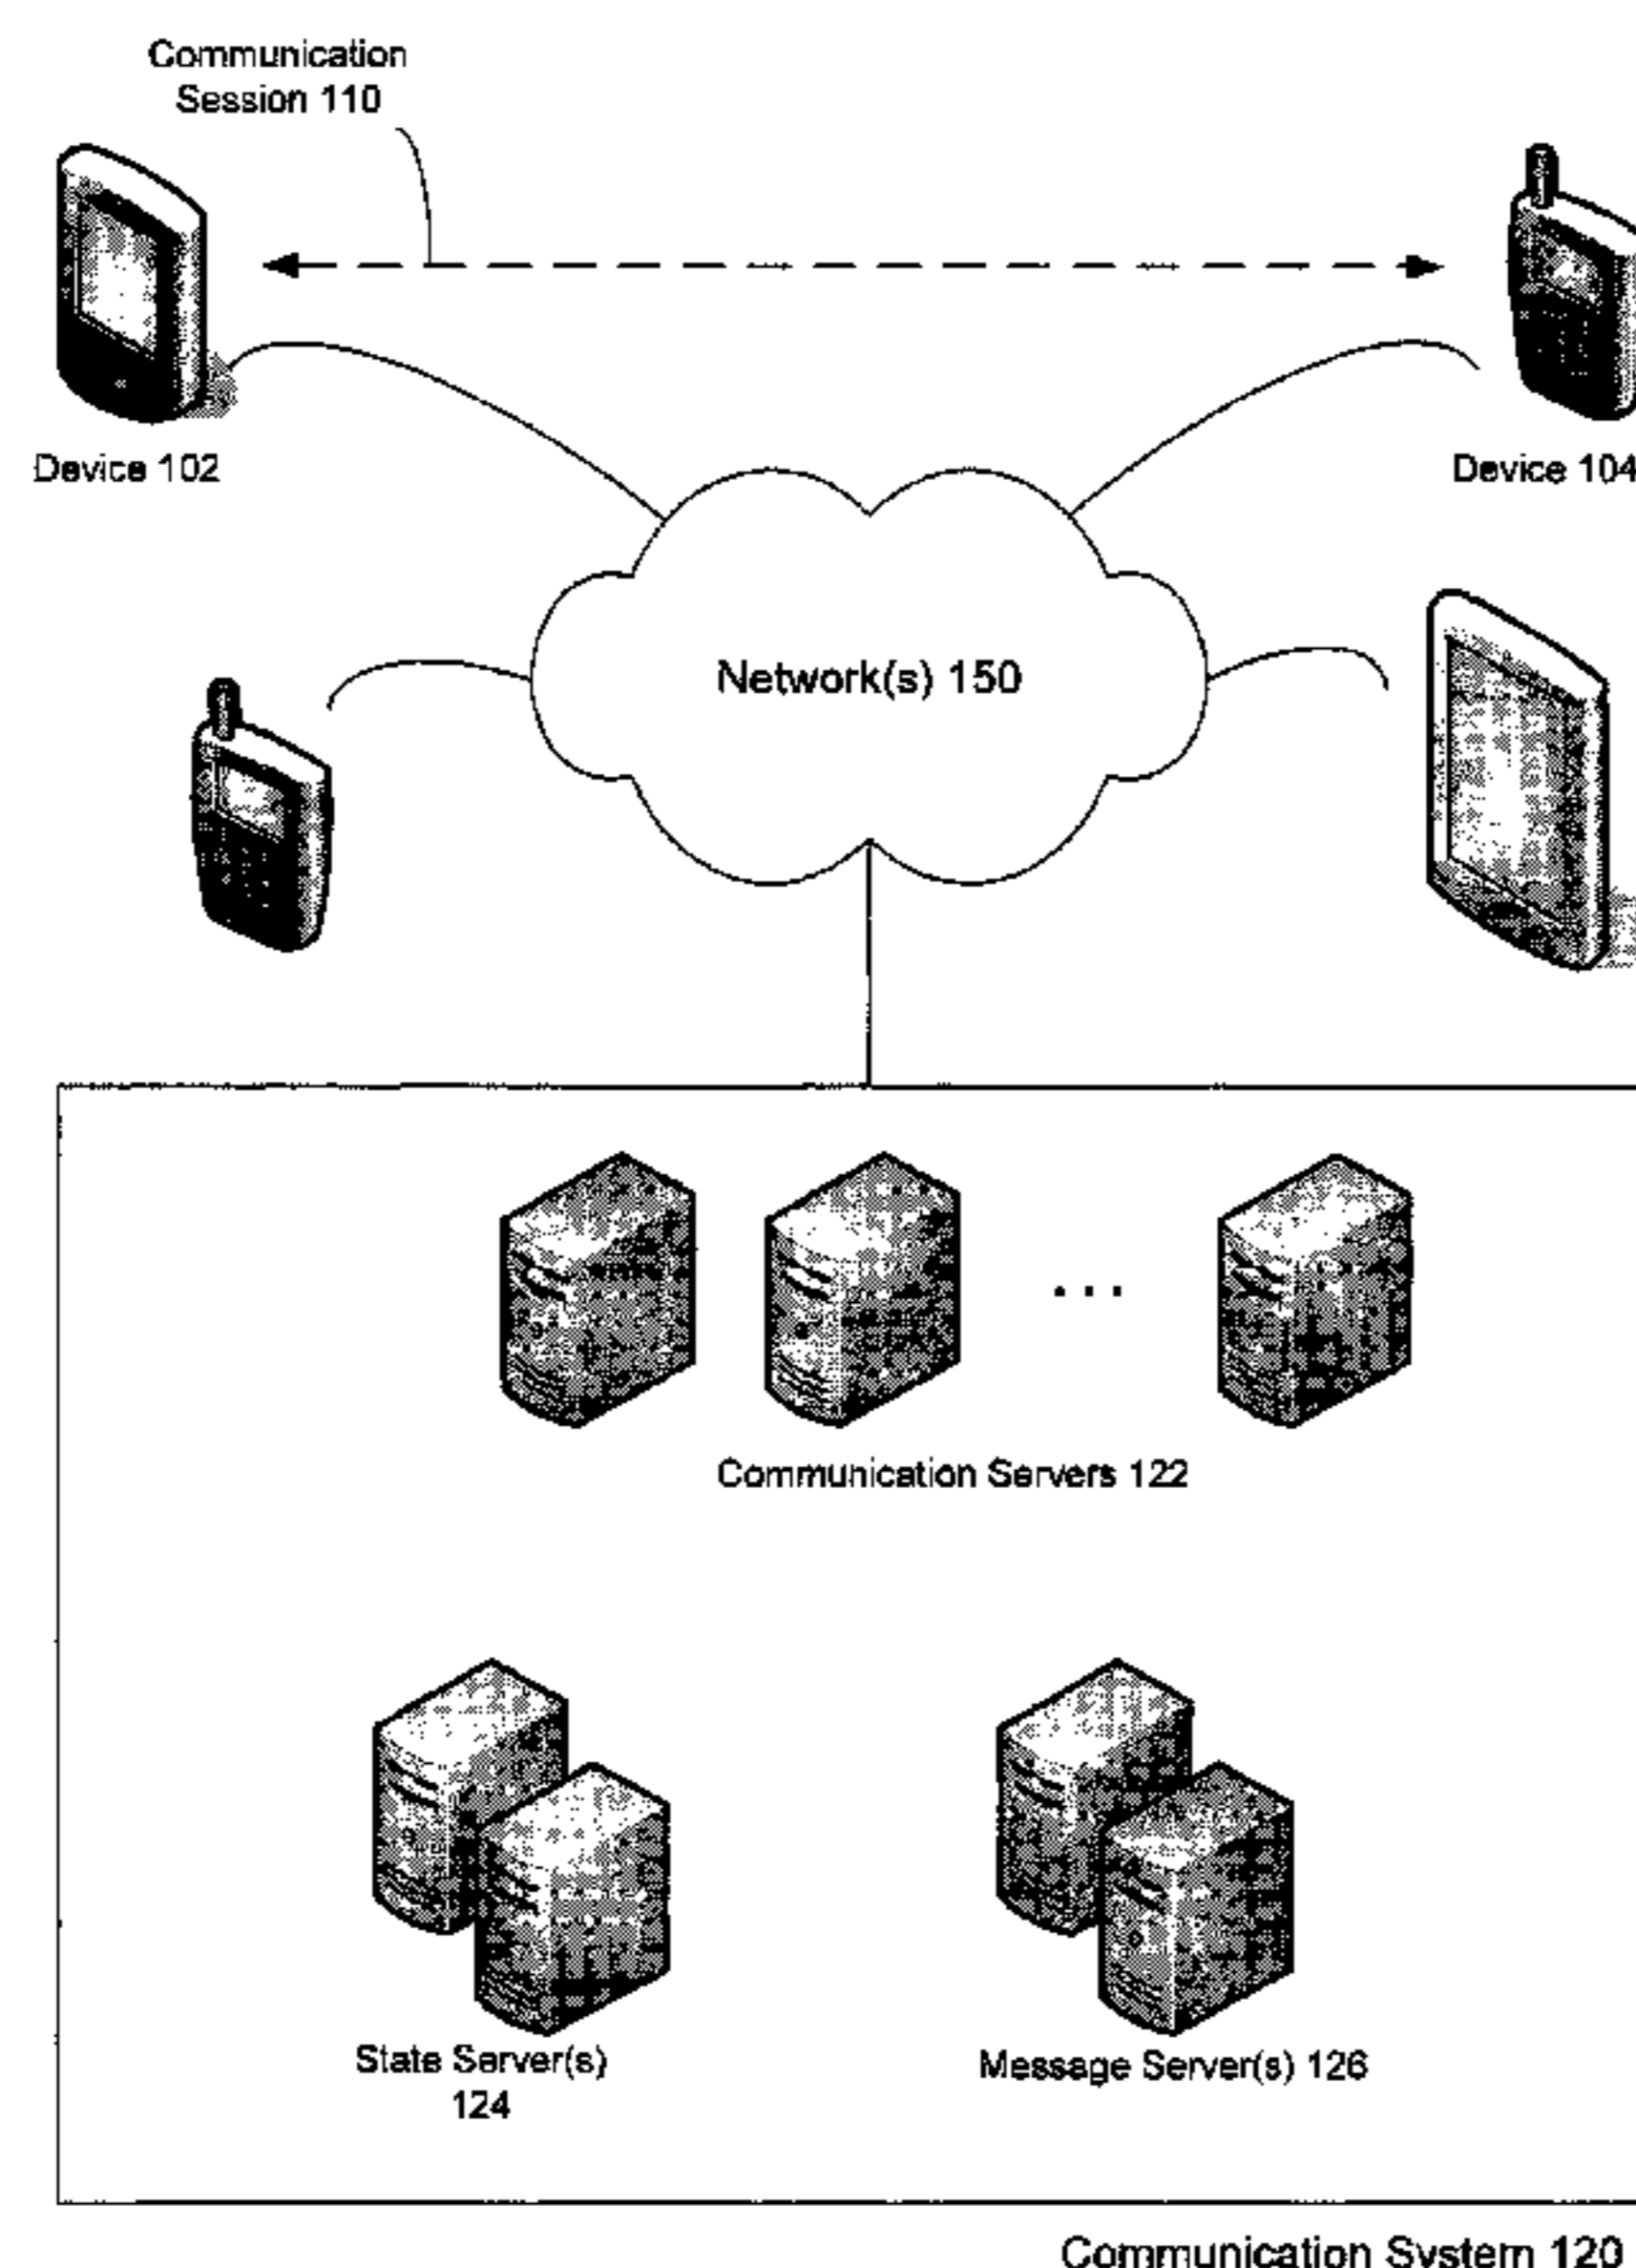 Communication
Session 110
Device 102
Device 104
Network(s) 150
...
Communication Servers 122
State Server(s)
124
Message Server(s) 126
Communication System 120